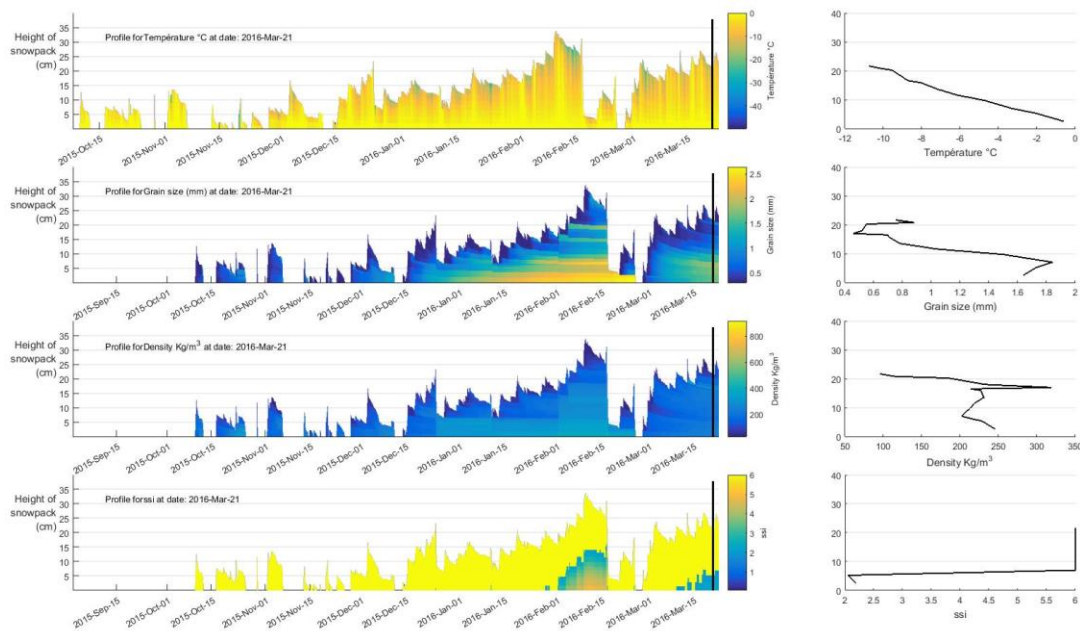 35
30
25
20
15
10
5
Height of
snowpack
(cm)
Profile forTempérature °C at date: 2016-Mar-21
2015-Oct-15
2015-Nov-01
2015-Nov-15
2015-Dec-01
2015-Dec-15
2016-Jan-01
2016-Jan-15
2016-Feb-01
2016-Feb-15
2016-Mar-01
2016-Mar-15
0
-10
-20
-30
-40
Température °C
40
30
20
10
0
-12
-10
-8
-6
-4
-2
0
Température °C
35
30
25
20
15
10
5
Height of
snowpack
(cm)
Profile forGrain size (mm) at date: 2016-Mar-21
2015-Sep-15
2015-Oct-01
2015-Oct-15
2015-Nov-01
2015-Nov-15
2015-Dec-01
2015-Dec-15
2016-Jan-01
2016-Jan-15
2016-Feb-01
2016-Feb-15
2016-Mar-01
2016-Mar-15
2.5
2
1.5
1
0.5
Grain size (mm)
40
30
20
10
0
0.4
0.6
0.8
1
1.2
1.4
1.6
1.8
2
Grain size (mm)
35
30
25
20
15
10
5
Height of
snowpack
(cm)
Profile forDensity Kg/m³ at date: 2016-Mar-21
2015-Sep-15
2015-Oct-01
2015-Oct-15
2015-Nov-01
2015-Nov-15
2015-Dec-01
2015-Dec-15
2016-Jan-01
2016-Jan-15
2016-Feb-01
2016-Feb-15
2016-Mar-01
2016-Mar-15
800
600
400
200
Density Kg/m³
40
30
20
10
0
50
100
150
200
250
300
350
Density Kg/m³
35
30
25
20
15
10
5
Height of
snowpack
(cm)
Profile forssi at date: 2016-Mar-21
2015-Sep-15
2015-Oct-01
2015-Oct-15
2015-Nov-01
2015-Nov-15
2015-Dec-01
2015-Dec-15
2016-Jan-01
2016-Jan-15
2016-Feb-01
2016-Feb-15
2016-Mar-01
2016-Mar-15
6
5
4
3
2
1
ssi
40
30
20
10
0
2
2.5
3
3.5
4
4.5
5
5.5
6
ssi